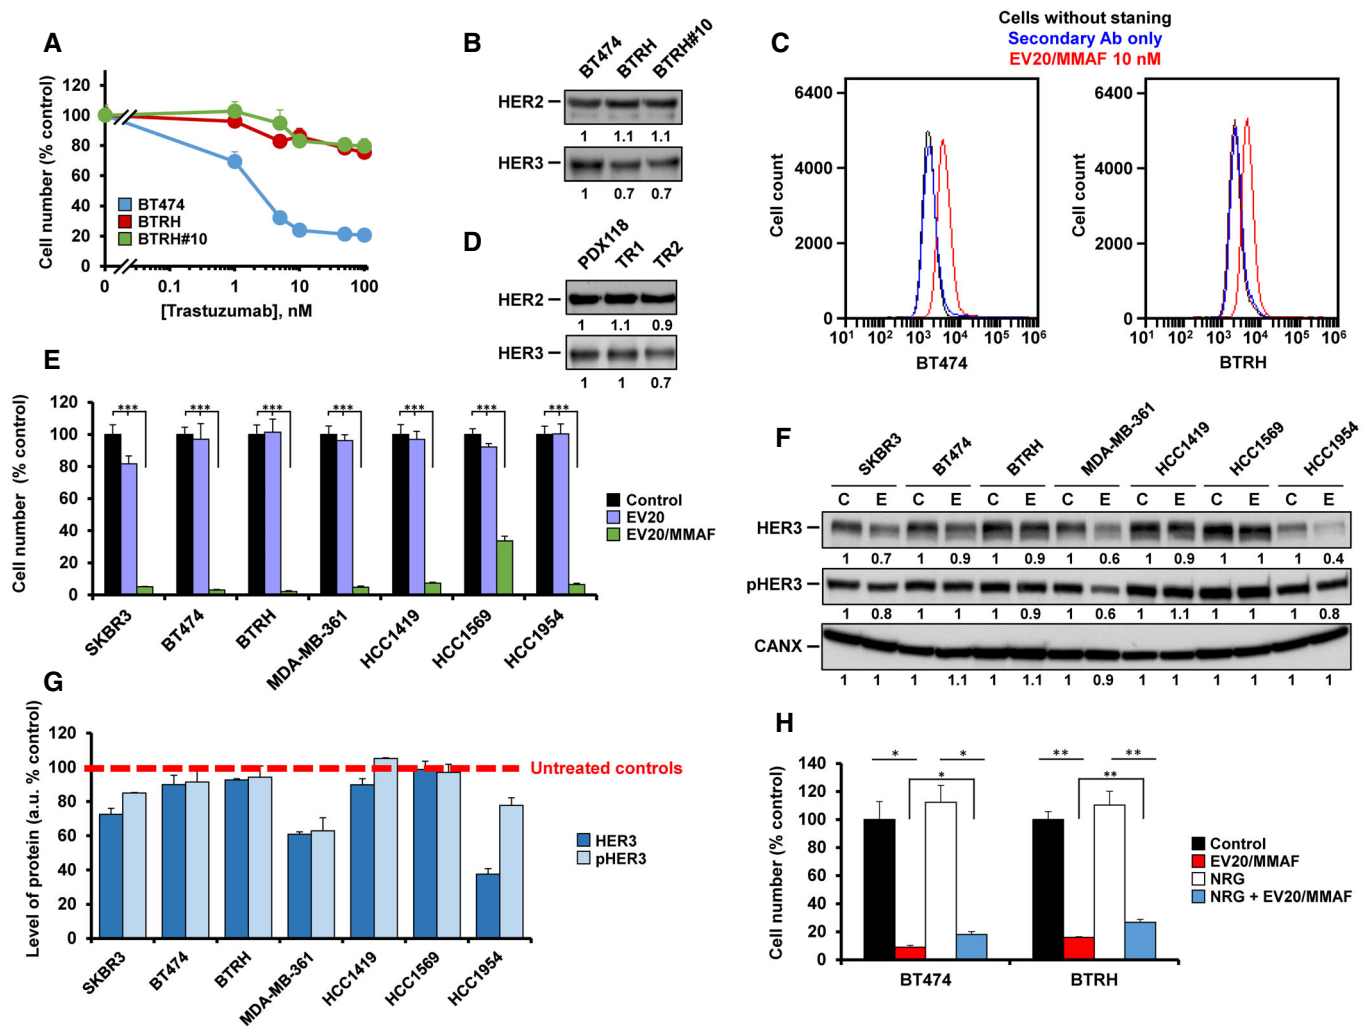 A
Cell number (% control)
120
100
80
60
40
20
0
BT474
BTRH
BTRH#10
0 0.1 1 10 100
[Trastuzumab], nM
B
BT474 BTRH BTRH#10
HER2
1 1.1 1.1
HER3
1 0.7 0.7
C
Cells without staning
Secondary Ab only
EV20/MMAF 10 nM
Cell count
6400
4000
2000
0
10¹ 10² 10³ 10⁴ 10⁵ 10⁶
BT474
Cell count
6400
4000
2000
0
10¹ 10² 10³ 10⁴ 10⁵ 10⁶
BTRH
D
PDX118 TR1 TR2
HER2
1 1.1 0.9
HER3
1 1 0.7
E
Cell number (% control)
120
100
80
60
40
20
0
*** *** *** *** *** *** ***
Control
EV20
EV20/MMAF
SKBR3 BT474 BTRH MDA-MB-361 HCC1419 HCC1569 HCC1954
F
SKBR3 BT474 BTRH MDA-MB-361 HCC1419 HCC1569 HCC1954
C E C E C E C E C E C E C E
HER3
1 0.7 1 0.9 1 0.9 1 0.6 1 0.9 1 1 1 0.4
pHER3
1 0.8 1 1 1 0.9 1 0.6 1 1.1 1 1 1 0.8
CANX
1 1 1 1.1 1 1.1 1 0.9 1 1 1 1 1 1
G
Level of protein (a.u. % control)
120
100
80
60
40
20
0
Untreated controls
HER3
pHER3
SKBR3 BT474 BTRH MDA-MB-361 HCC1419 HCC1569 HCC1954
H
Cell number (% control)
140
120
100
80
60
40
20
0
* * ** **
* **
Control
EV20/MMAF
NRG
NRG + EV20/MMAF
BT474 BTRH